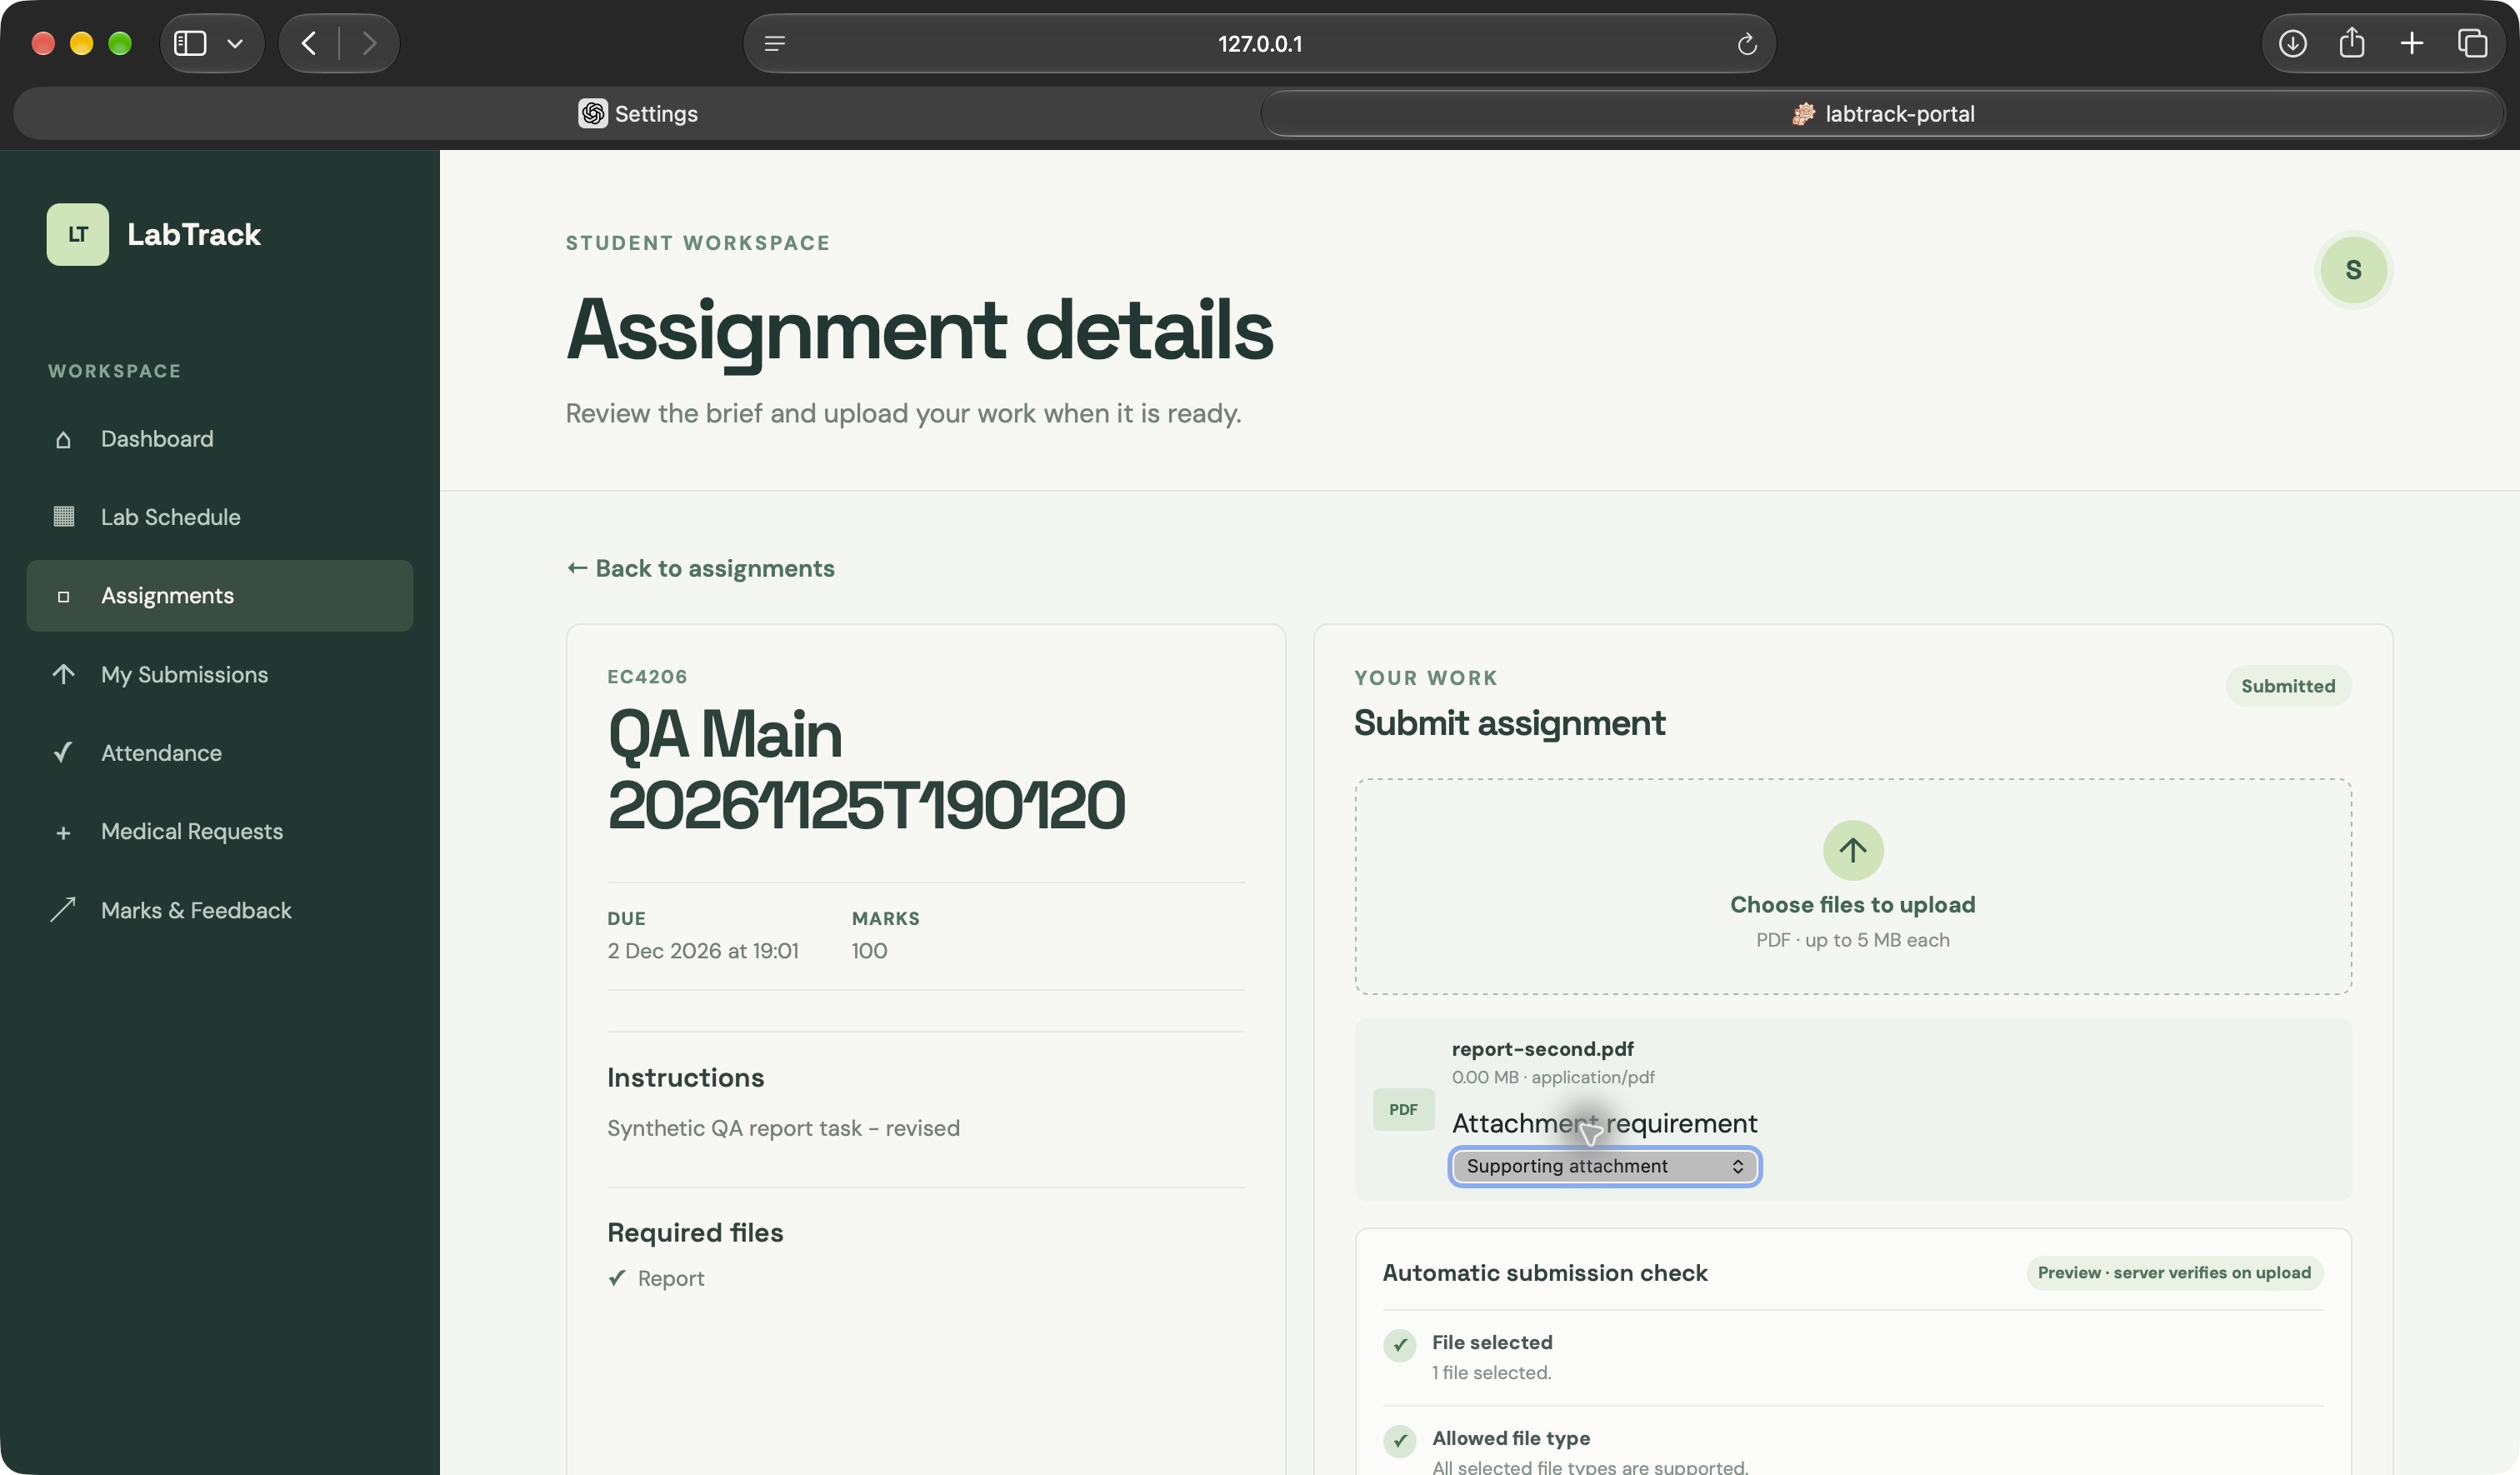 127.0.0.1
Settings
labtrack-portal
LT
LabTrack
WORKSPACE
Dashboard
Lab Schedule
Assignments
My Submissions
Attendance
Medical Requests
Marks & Feedback
STUDENT WORKSPACE
S
Assignment details
Review the brief and upload your work when it is ready.
← Back to assignments
EC4206
QA Main
20261125T190120
DUE
MARKS
2 Dec 2026 at 19:01
100
Instructions
Synthetic QA report task - revised
Required files
✓ Report
YOUR WORK
Submitted
Submit assignment
Choose files to upload
PDF · up to 5 MB each
report-second.pdf
0.00 MB · application/pdf
PDF
Attachment requirement
Supporting attachment
Automatic submission check
Preview · server verifies on upload
File selected
1 file selected.
Allowed file type
All selected file types are supported.